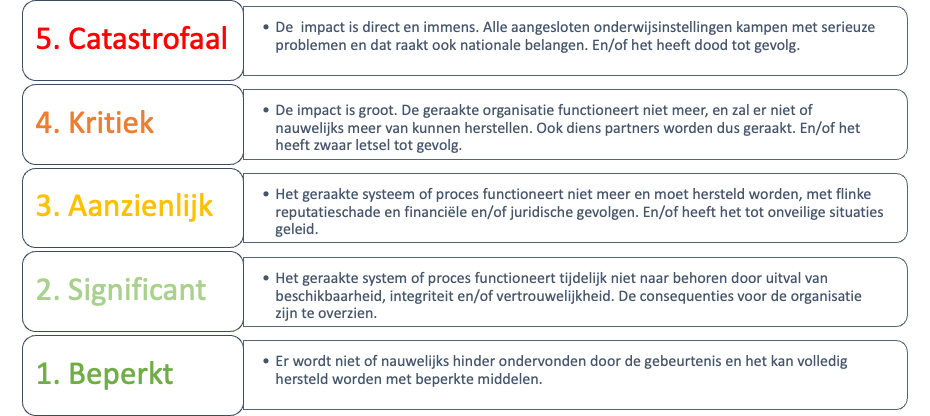 5. Catastrofaal
• De impact is direct en immens. Alle aangesloten onderwijsinstellingen kampen met serieuze
problemen en dat raakt ook nationale belangen. En/of het heeft dood tot gevolg.
4. Kritiek
• De impact is groot. De geraakte organisatie functioneert niet meer, en zal er niet of
nauwelijks meer van kunnen herstellen. Ook diens partners worden dus geraakt. En/of het
heeft zwaar letsel tot gevolg.
3. Aanzienlijk
• Het geraakte systeem of proces functioneert niet meer en moet hersteld worden, met flinke
reputatieschade en financiële en/of juridische gevolgen. En/of heeft het tot onveilige situaties
geleid.
2. Significant
• Het geraakte system of proces functioneert tijdelijk niet naar behoren door uitval van
beschikbaarheid, integriteit en/of vertrouwelijkheid. De consequenties voor de organisatie
zijn te overzien.
1. Beperkt
• Er wordt niet of nauwelijks hinder ondervonden door de gebeurtenis en het kan volledig
hersteld worden met beperkte middelen.